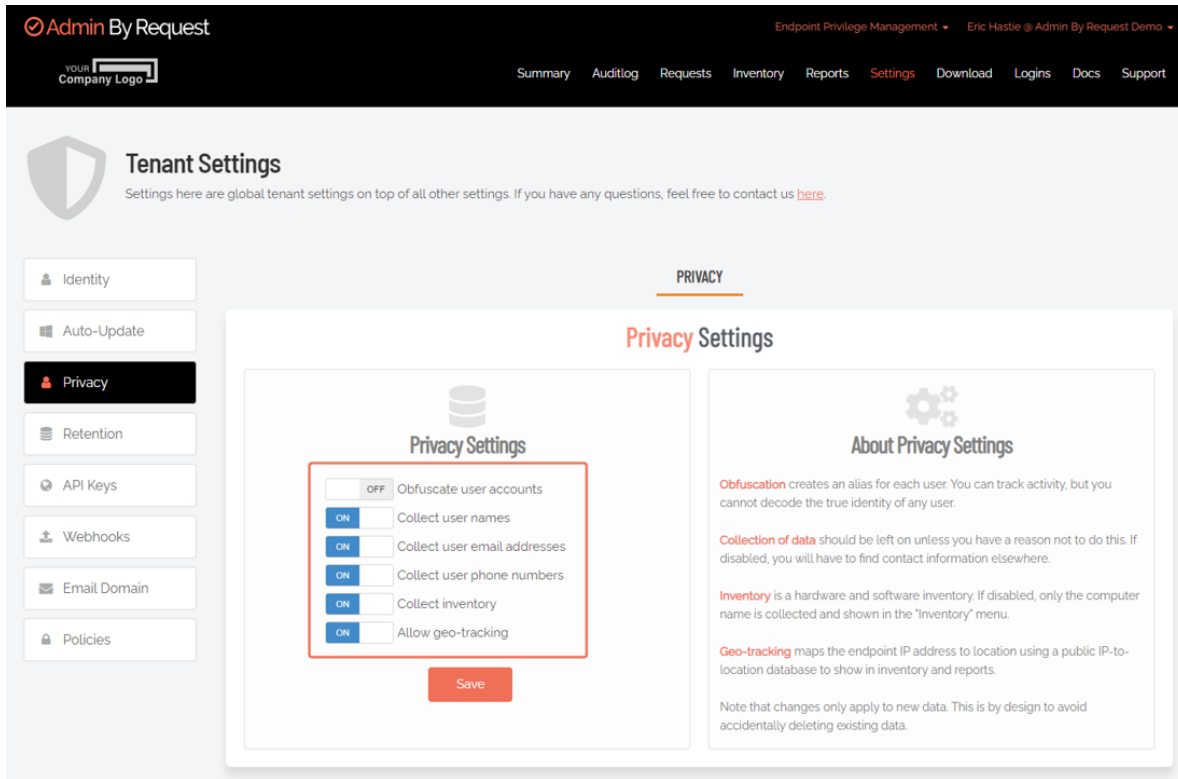 Admin By Request
Endpoint Privilege Management Eric Hastie @ Admin By Request Demo
YOUR
Company Logo
Summary Auditlog Requests Inventory Reports Settings Download Logins Docs Support
Tenant Settings
Settings here are global tenant settings on top of all other settings. If you have any questions, feel free to contact us here.
Identity
Auto-Update
Privacy
Retention
API Keys
Webhooks
Email Domain
Policies
PRIVACY
Privacy Settings
Privacy Settings
OFF Obfuscate user accounts
ON Collect user names
ON Collect user email addresses
ON Collect user phone numbers
ON Collect inventory
ON Allow geo-tracking
Save
About Privacy Settings
Obfuscation creates an alias for each user. You can track activity, but you
cannot decode the true identity of any user.
Collection of data should be left on unless you have a reason not to do this. If
disabled, you will have to find contact information elsewhere.
Inventory is a hardware and software inventory. If disabled, only the computer
name is collected and shown in the "Inventory" menu.
Geo-tracking maps the endpoint IP address to location using a public IP-to-
location database to show in inventory and reports.
Note that changes only apply to new data. This is by design to avoid
accidentally deleting existing data.